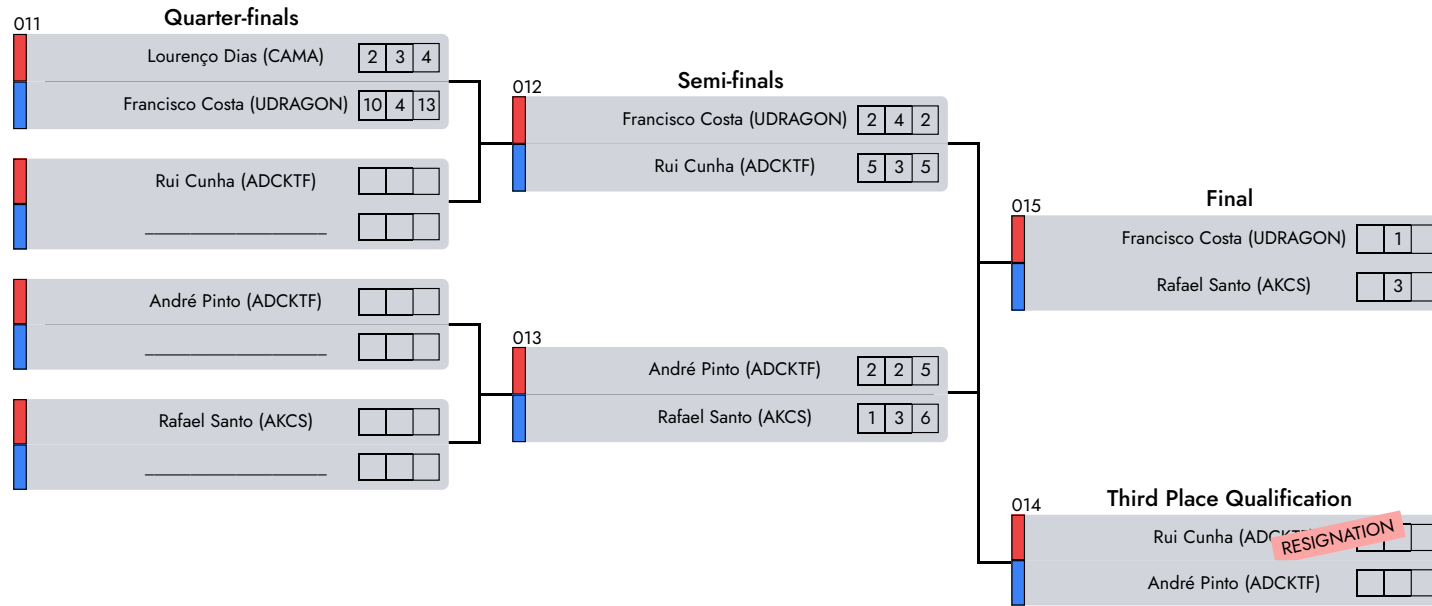 Quarter-finals
011
Lourenço Dias (CAMA) 2 3 4
Francisco Costa (UDRAGON) 10 4 13
Rui Cunha (ADCKTF)
____________________
André Pinto (ADCKTF)
____________________
Rafael Santo (AKCS)
____________________
Semi-finals
012
Francisco Costa (UDRAGON) 2 4 2
Rui Cunha (ADCKTF) 5 3 5
013
André Pinto (ADCKTF) 2 2 5
Rafael Santo (AKCS) 1 3 6
Final
015
Francisco Costa (UDRAGON) 1
Rafael Santo (AKCS) 3
Third Place Qualification
014
Rui Cunha
RESIGNATION
André Pinto (ADCKTF)